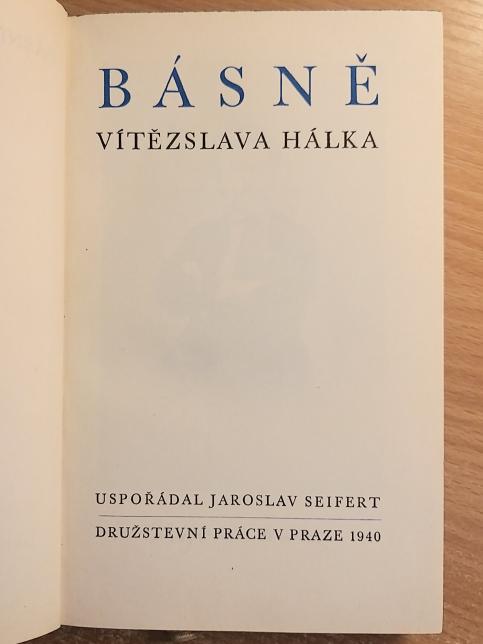 BÁSNĚ
VÍTĚZSLAVA HÁLKA
USPOŘÁDAL JAROSLAV SEIFERT
DRUŽSTEVNÍ PRÁCE V PRAZE 1940